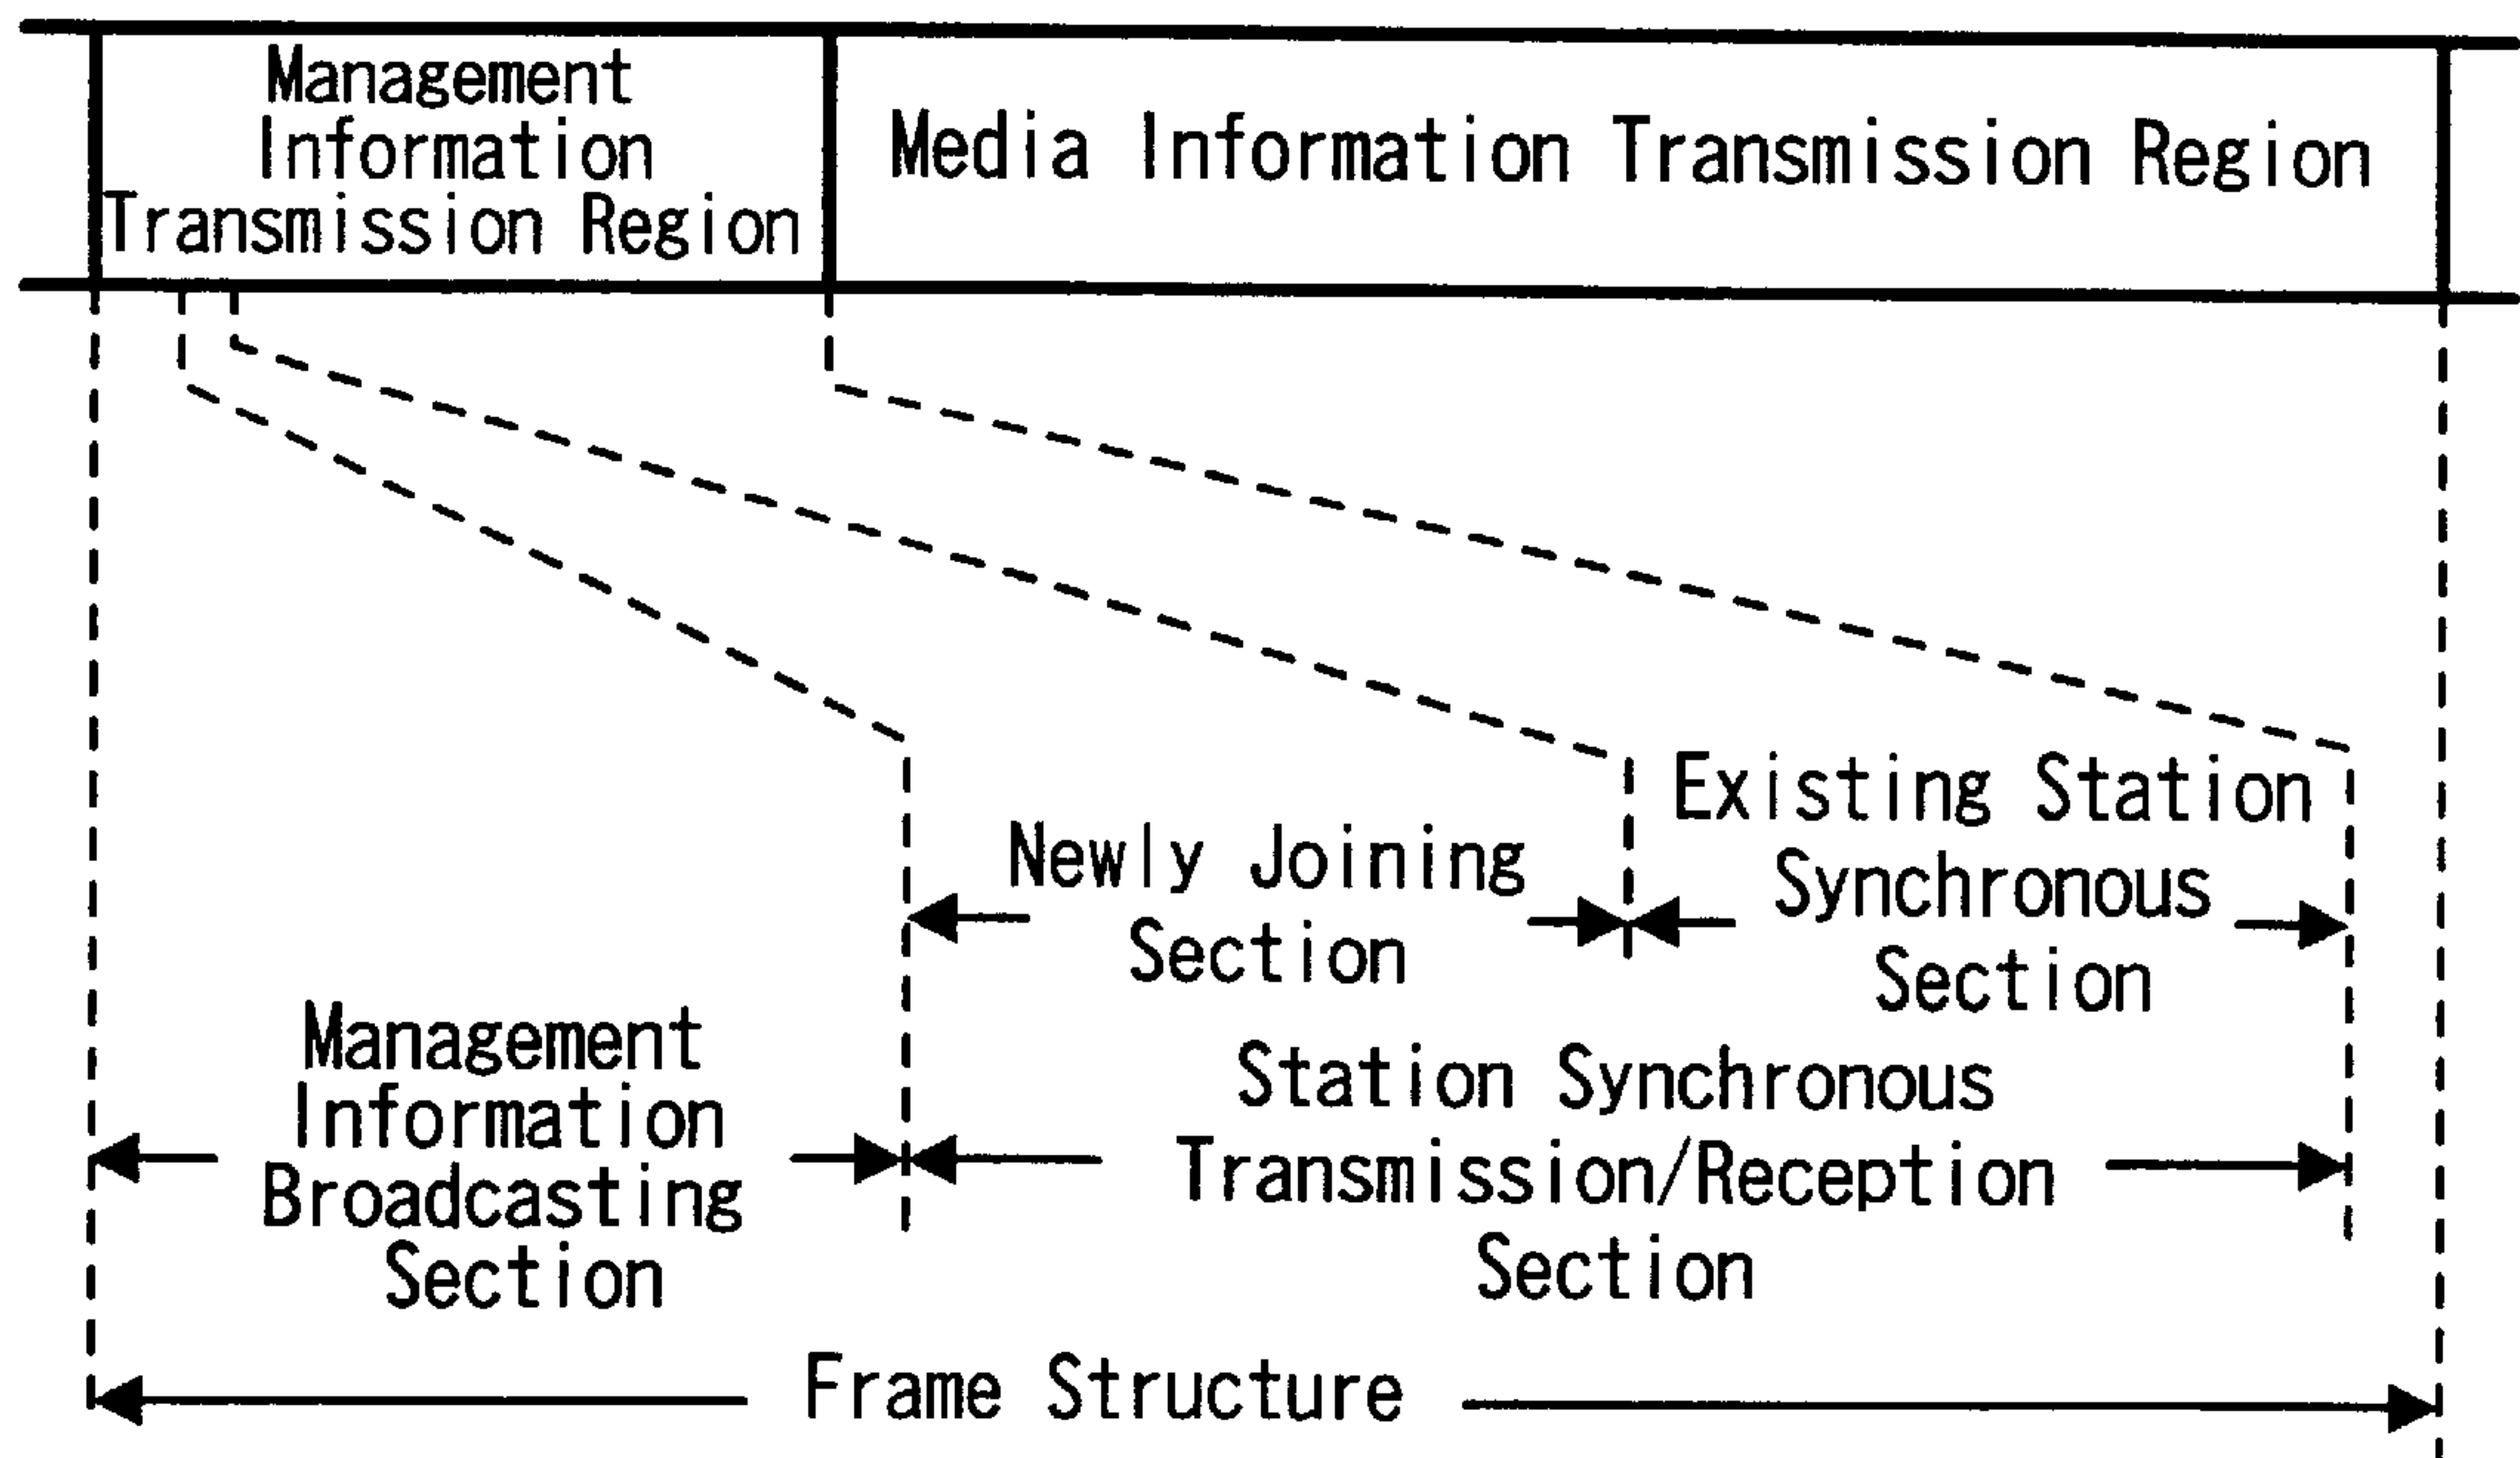 Management
Information
Transmission Region
Media Information Transmission Region
Newly Joining
Section
Existing Station
Synchronous
Section
Management
Information
Broadcasting
Section
Station Synchronous
Transmission/Reception
Section
Frame Structure